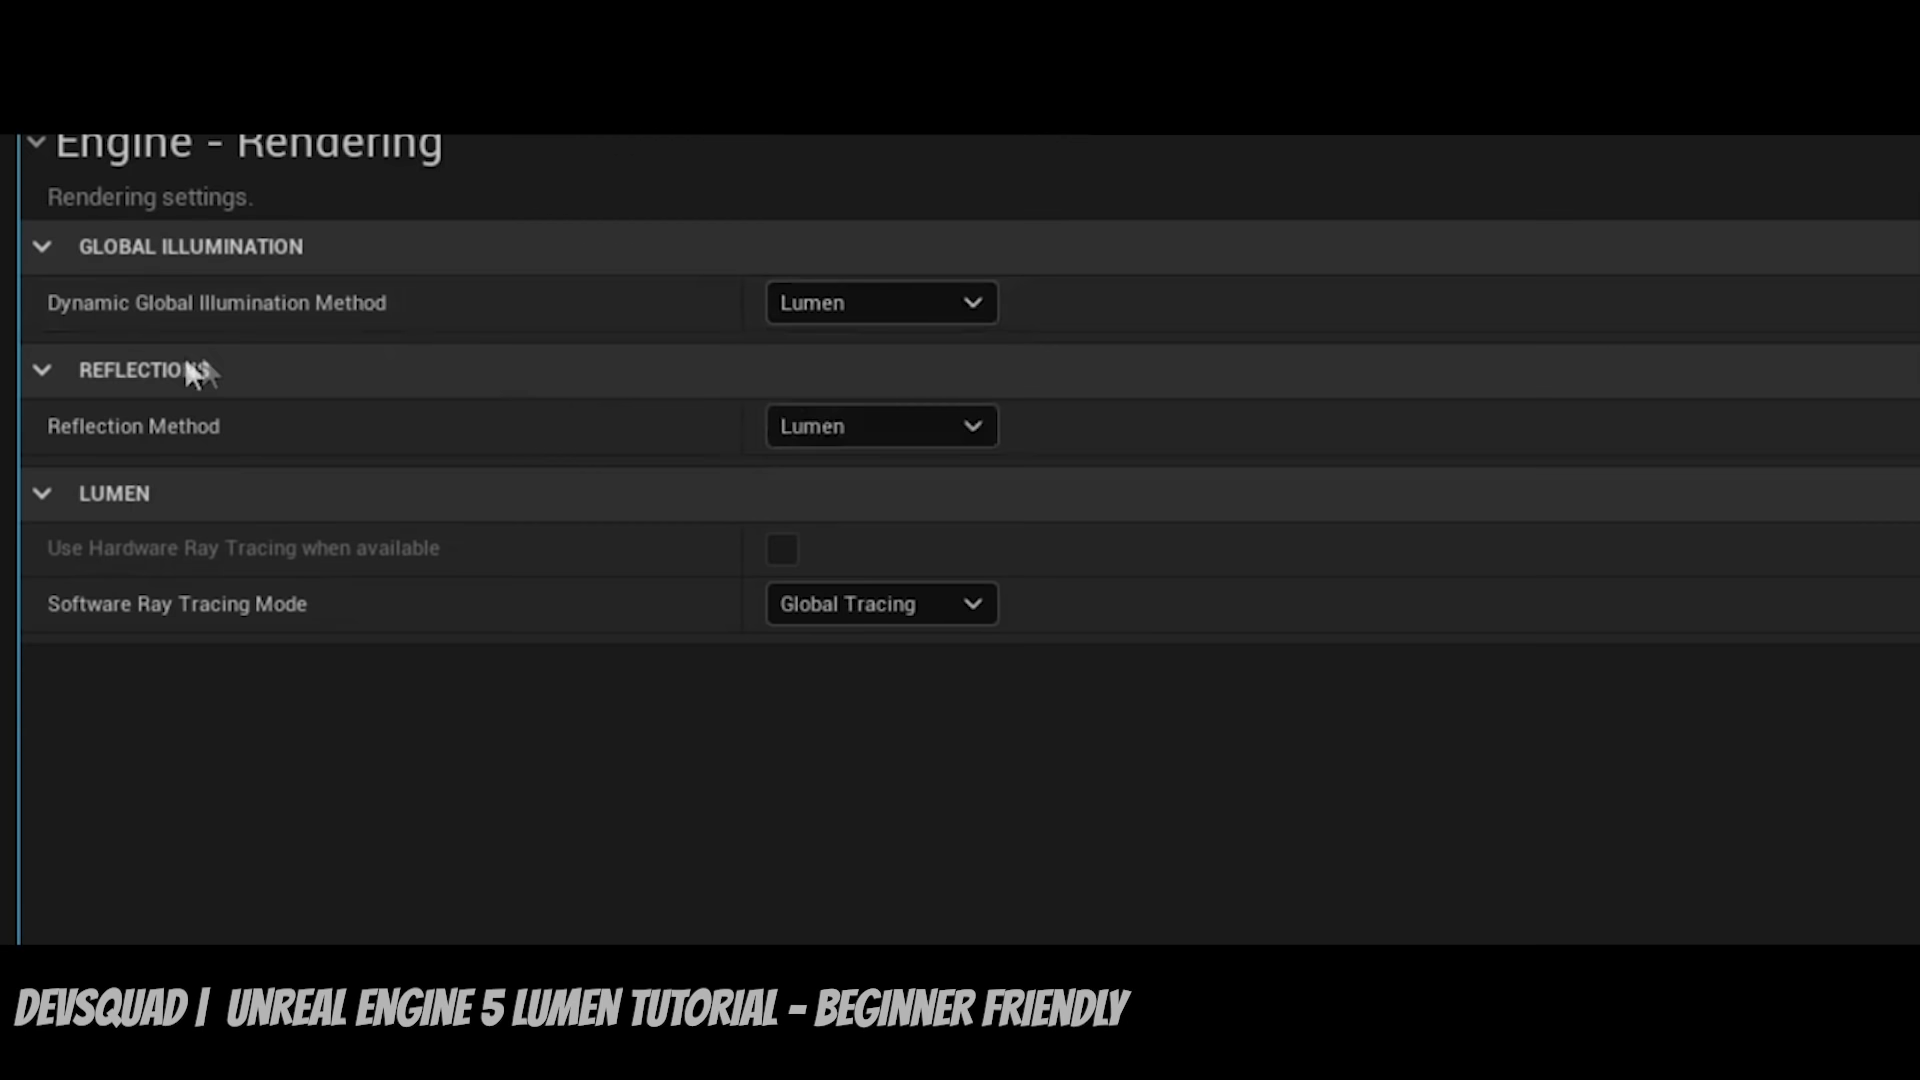 Engine - Rendering
Rendering settings.
GLOBAL ILLUMINATION
Dynamic Global Illumination Method
Lumen
REFLECTIONS
Reflection Method
Lumen
LUMEN
Use Hardware Ray Tracing when available
Software Ray Tracing Mode
Global Tracing
DEVSQUAD | UNREAL ENGINE 5 LUMEN TUTORIAL - BEGINNER FRIENDLY